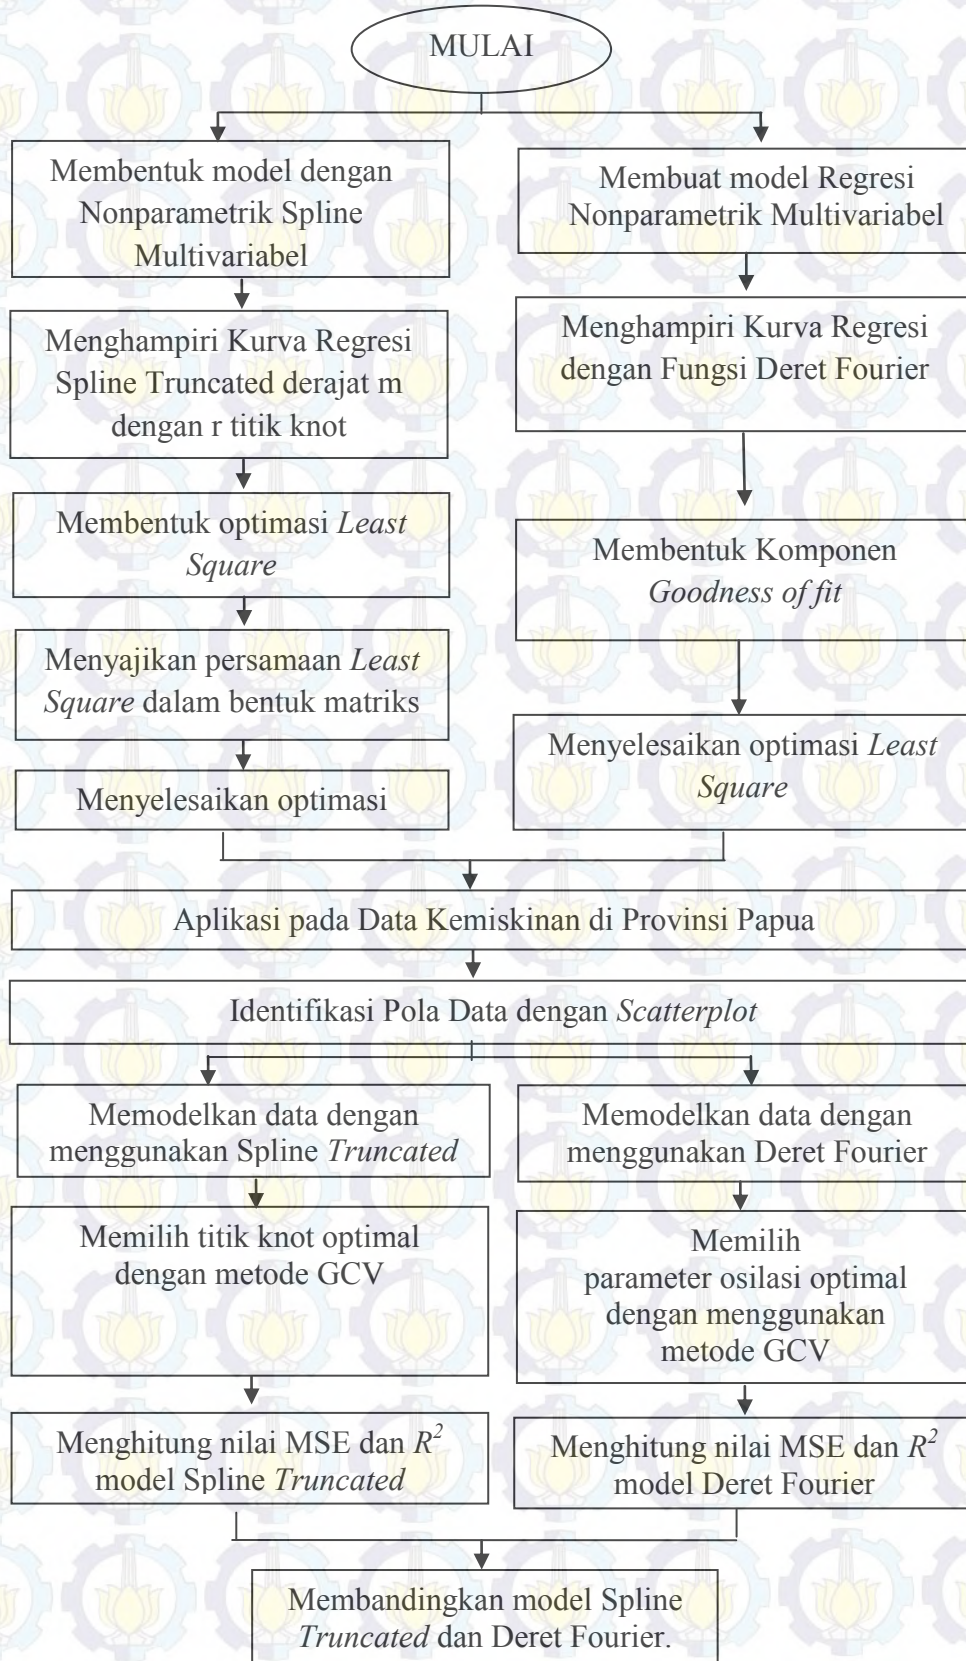 MULAI
Membentuk model dengan
Nonparametrik Spline
Multivariabel
Menghampiri Kurva Regresi
Spline Truncated derajat m
dengan r titik knot
Membentuk optimasi Least
Square
Menyajikan persamaan Least
Square dalam bentuk matriks
Menyelesaikan optimasi
Membuat model Regresi
Nonparametrik Multivariabel
Menghampiri Kurva Regresi
dengan Fungsi Deret Fourier
Membentuk Komponen
Goodness of fit
Menyelesaikan optimasi Least
Square
Aplikasi pada Data Kemiskinan di Provinsi Papua
Identifikasi Pola Data dengan Scatterplot
Memodelkan data dengan
menggunakan Spline Truncated
Memilih titik knot optimal
dengan metode GCV
Menghitung nilai MSE dan R²
model Spline Truncated
Memodelkan data dengan
menggunakan Deret Fourier
Memilih
parameter osilasi optimal
dengan menggunakan
metode GCV
Menghitung nilai MSE dan R²
model Deret Fourier
Membandingkan model Spline
Truncated dan Deret Fourier.